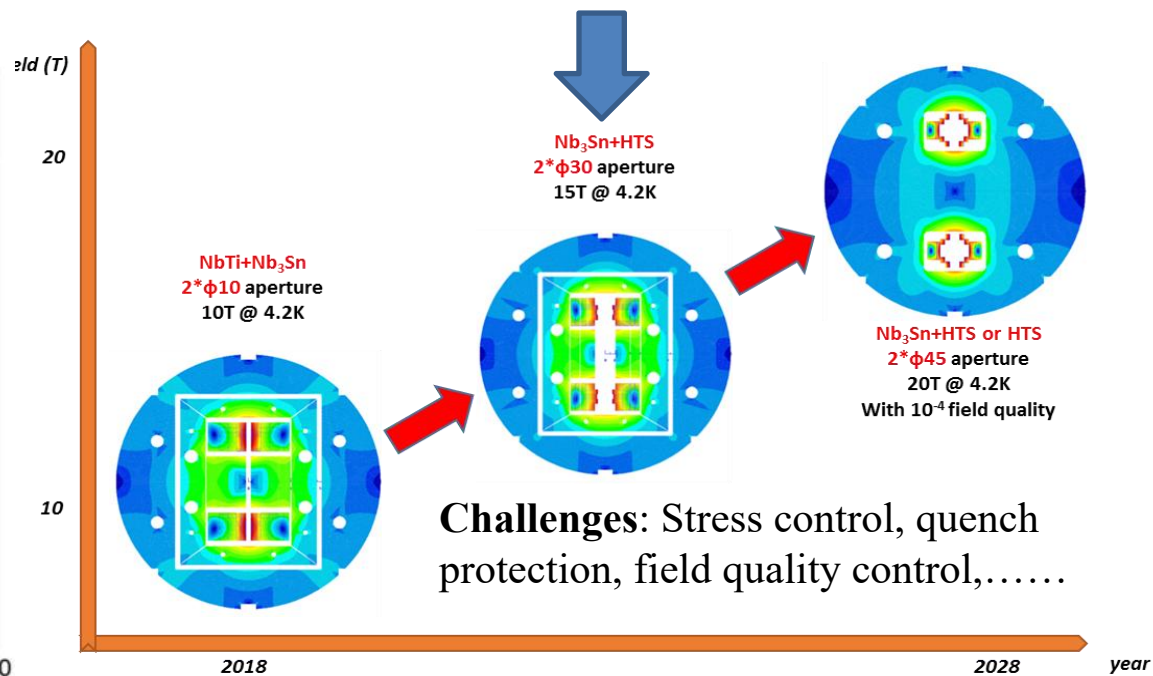 eld (T)
20
10
NbTi+Nb₃Sn
2*ϕ10 aperture
10T @ 4.2K
Nb₃Sn+HTS
2*ϕ30 aperture
15T @ 4.2K
Nb₃Sn+HTS or HTS
2*ϕ45 aperture
20T @ 4.2K
With 10⁻⁴ field quality
Challenges: Stress control, quench
protection, field quality control,……
0
2018
2028
year